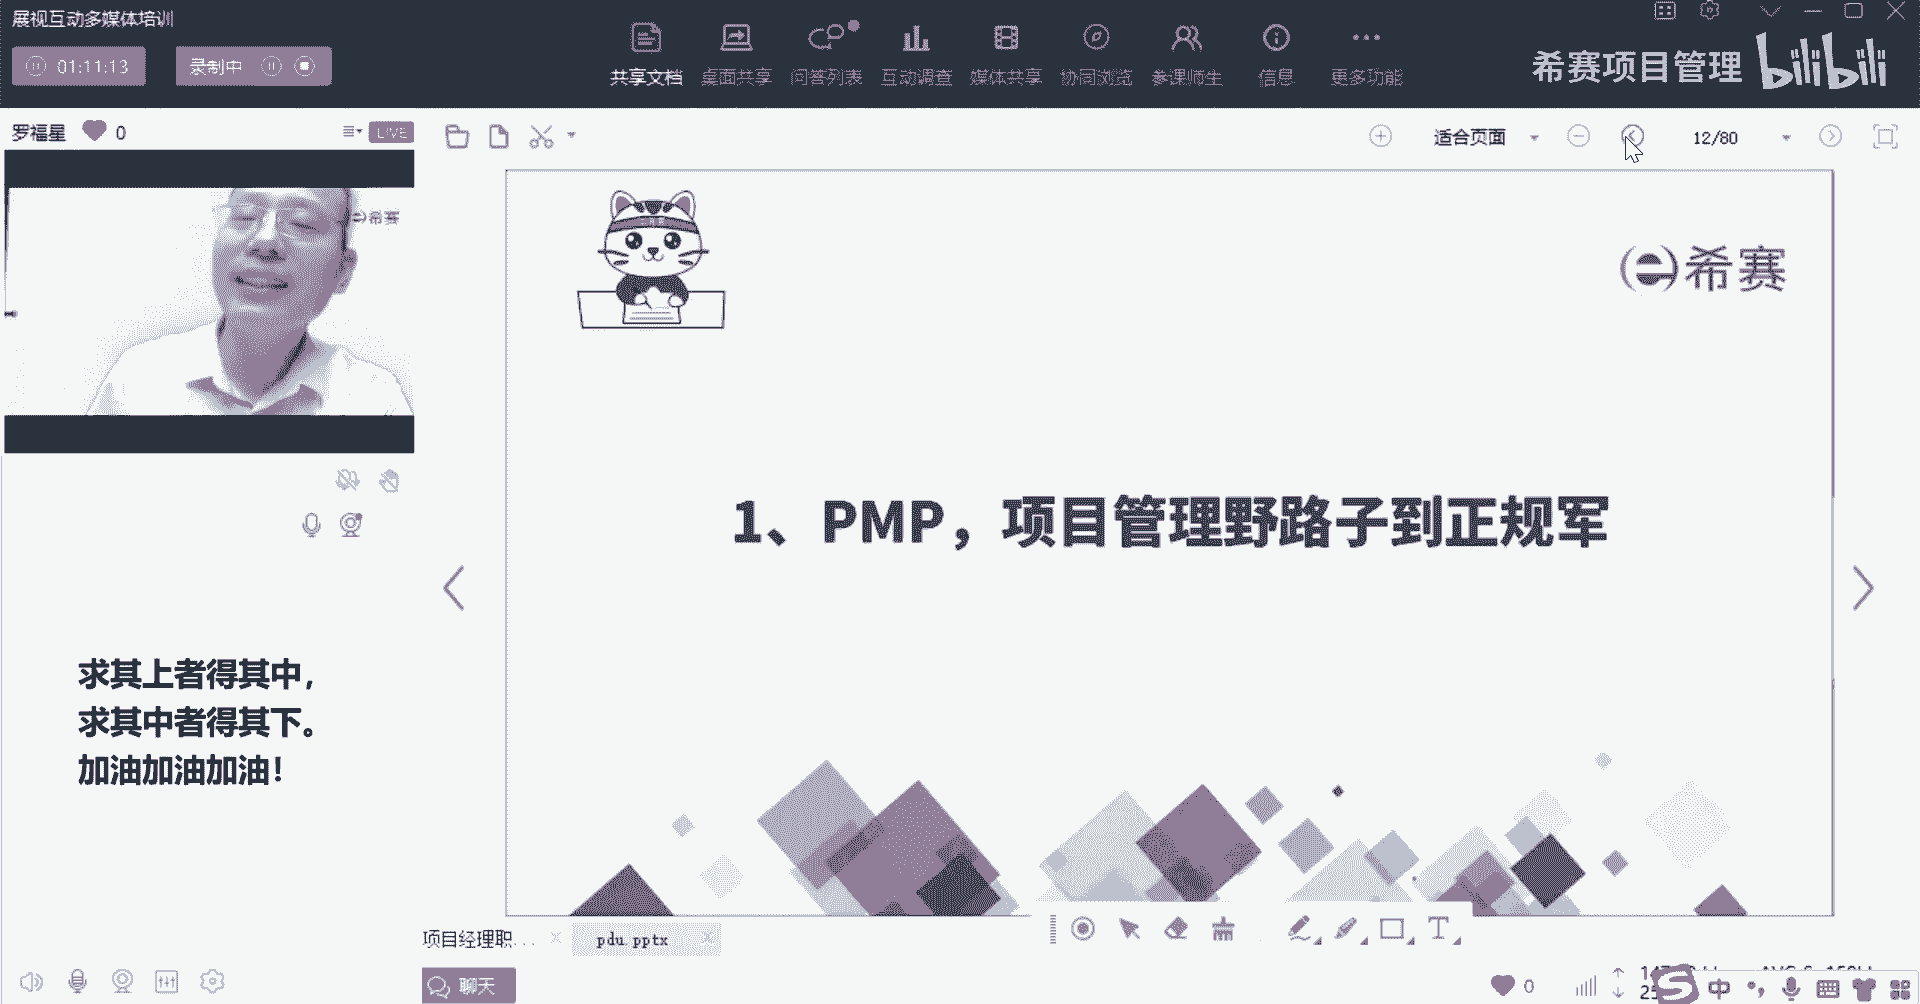 展视互动多媒体培训
01:11:13
录制中
共享文档 桌面共享 问答列表 互动调查 媒体共享 协同浏览 参课师生 信息 更多功能
希赛项目管理 bilibili
罗福星 0 LIVE
适合页面 12/80
希赛
希赛
1、PMP，项目管理野路子到正规军
求其上者得其中，
求其中者得其下。
加油加油加油！
项目经理职... pdu.pptx
聊天
0
中